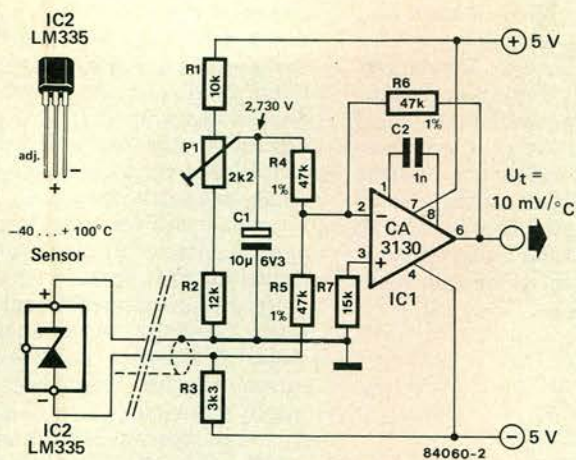 IC2
LM335
adj.
+
−
−40 ... + 100°C
Sensor
+
−
IC2
LM335
R1
10k
P1
2k2
2,730 V
C1
10µ 6V3
R2
12k
R3
3k3
R4
47k
1%
R5
47k
1%
R7
15k
R6
47k
1%
C2
1n
1
2
3
4
6
7
8
−
+
CA
3130
IC1
+ 5 V
Ut =
10 mV/°C
− 5 V
84060-2